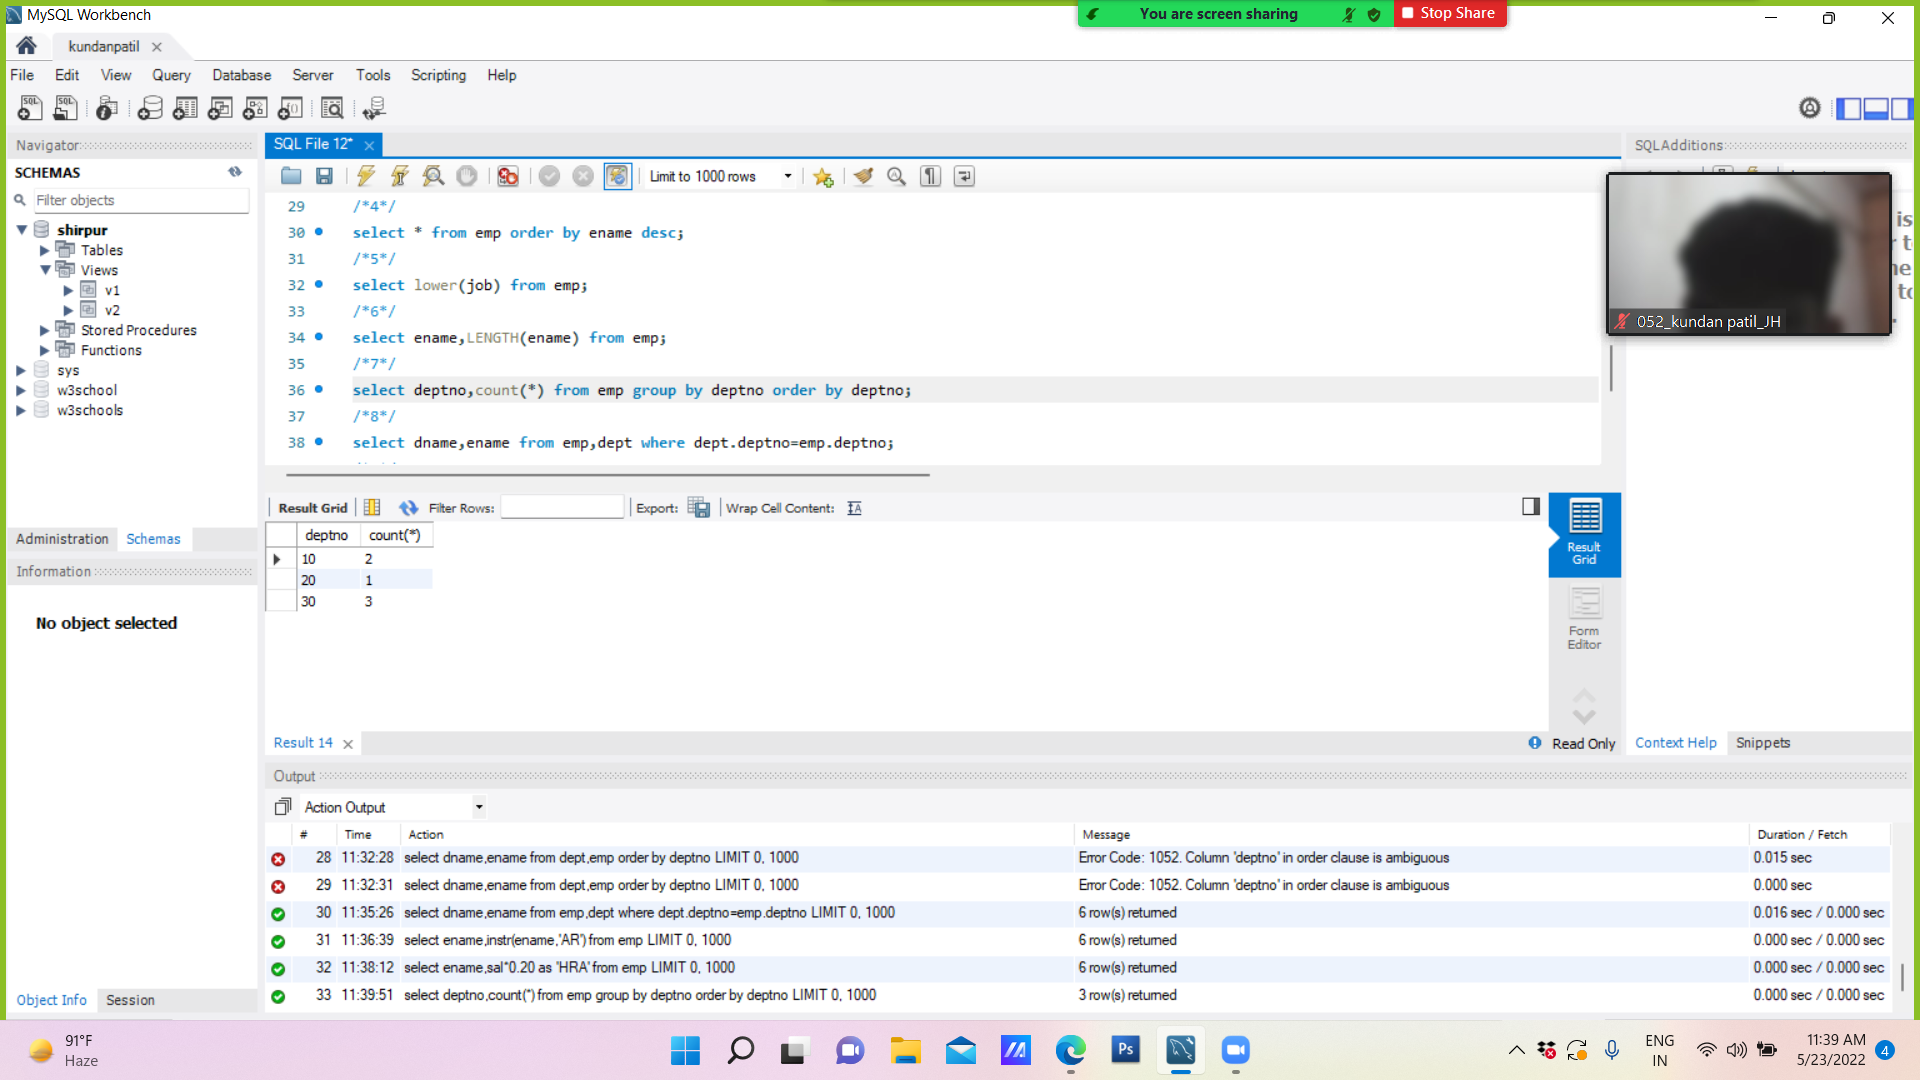 MySQL Workbench
You are screen sharing
Stop Share
kundanpatil
File Edit View Query Database Server Tools Scripting Help
Navigator
SCHEMAS
Filter objects
shirpur
Tables
Views
v1
v2
Stored Procedures
Functions
sys
w3school
w3schools
Administration Schemas
Information
No object selected
Object Info Session
SQL File 12*
Limit to 1000 rows
29 /*4*/
30 select * from emp order by ename desc;
31 /*5*/
32 select lower(job) from emp;
33 /*6*/
34 select ename,LENGTH(ename) from emp;
35 /*7*/
36 select deptno,count(*) from emp group by deptno order by deptno;
37 /*8*/
38 select dname,ename from emp,dept where dept.deptno=emp.deptno;
Result Grid Filter Rows: Export: Wrap Cell Content:
deptno count(*)
10 2
20 1
30 3
Result Grid
Form Editor
Result 14
Read Only
SQLAdditions
052_kundan patil_JH
Context Help Snippets
Output
Action Output
# Time Action Message Duration / Fetch
28 11:32:28 select dname,ename from dept,emp order by deptno LIMIT 0, 1000 Error Code: 1052. Column 'deptno' in order clause is ambiguous 0.015 sec
29 11:32:31 select dname,ename from dept,emp order by deptno LIMIT 0, 1000 Error Code: 1052. Column 'deptno' in order clause is ambiguous 0.000 sec
30 11:35:26 select dname,ename from emp,dept where dept.deptno=emp.deptno LIMIT 0, 1000 6 row(s) returned 0.016 sec / 0.000 sec
31 11:36:39 select ename,instr(ename,'AR') from emp LIMIT 0, 1000 6 row(s) returned 0.000 sec / 0.000 sec
32 11:38:12 select ename,sal*0.20 as 'HRA' from emp LIMIT 0, 1000 6 row(s) returned 0.000 sec / 0.000 sec
33 11:39:51 select deptno,count(*) from emp group by deptno order by deptno LIMIT 0, 1000 3 row(s) returned 0.000 sec / 0.000 sec
91°F
Haze
Ps
ENG
IN
11:39 AM
5/23/2022
4